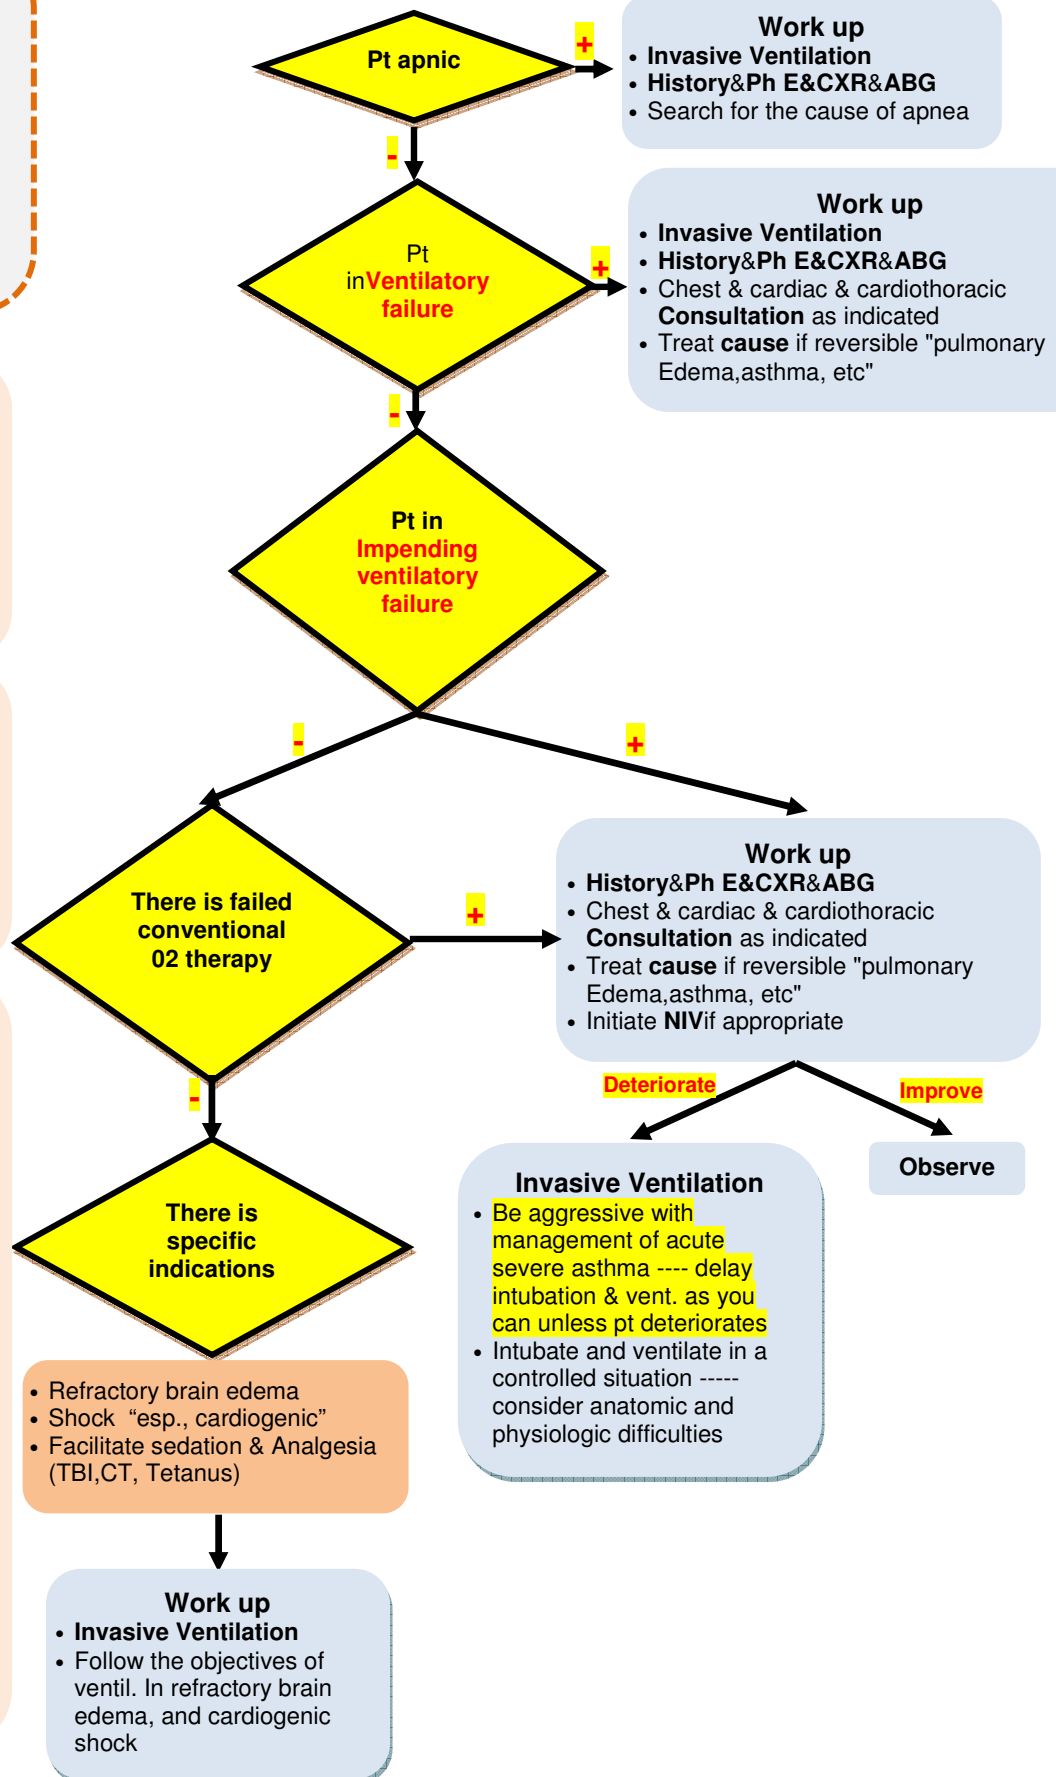 Pt apnic
+
Work up
• Invasive Ventilation
• History&Ph E&CXR&ABG
• Search for the cause of apnea
-
Pt
inVentilatory
failure
+
Work up
• Invasive Ventilation
• History&Ph E&CXR&ABG
• Chest & cardiac & cardiothoracic
Consultation as indicated
• Treat cause if reversible "pulmonary
Edema,asthma, etc"
-
Pt in
Impending
ventilatory
failure
-
+
There is failed
conventional
02 therapy
+
Work up
• History&Ph E&CXR&ABG
• Chest & cardiac & cardiothoracic
Consultation as indicated
• Treat cause if reversible "pulmonary
Edema,asthma, etc"
• Initiate NIVif appropriate
-
Deteriorate
Improve
There is
specific
indications
Invasive Ventilation
• Be aggressive with
management of acute
severe asthma ---- delay
intubation & vent. as you
can unless pt deteriorates
• Intubate and ventilate in a
controlled situation -----
consider anatomic and
physiologic difficulties
Observe
• Refractory brain edema
• Shock “esp., cardiogenic”
• Facilitate sedation & Analgesia
(TBI,CT, Tetanus)
Work up
• Invasive Ventilation
• Follow the objectives of
ventil. In refractory brain
edema, and cardiogenic
shock